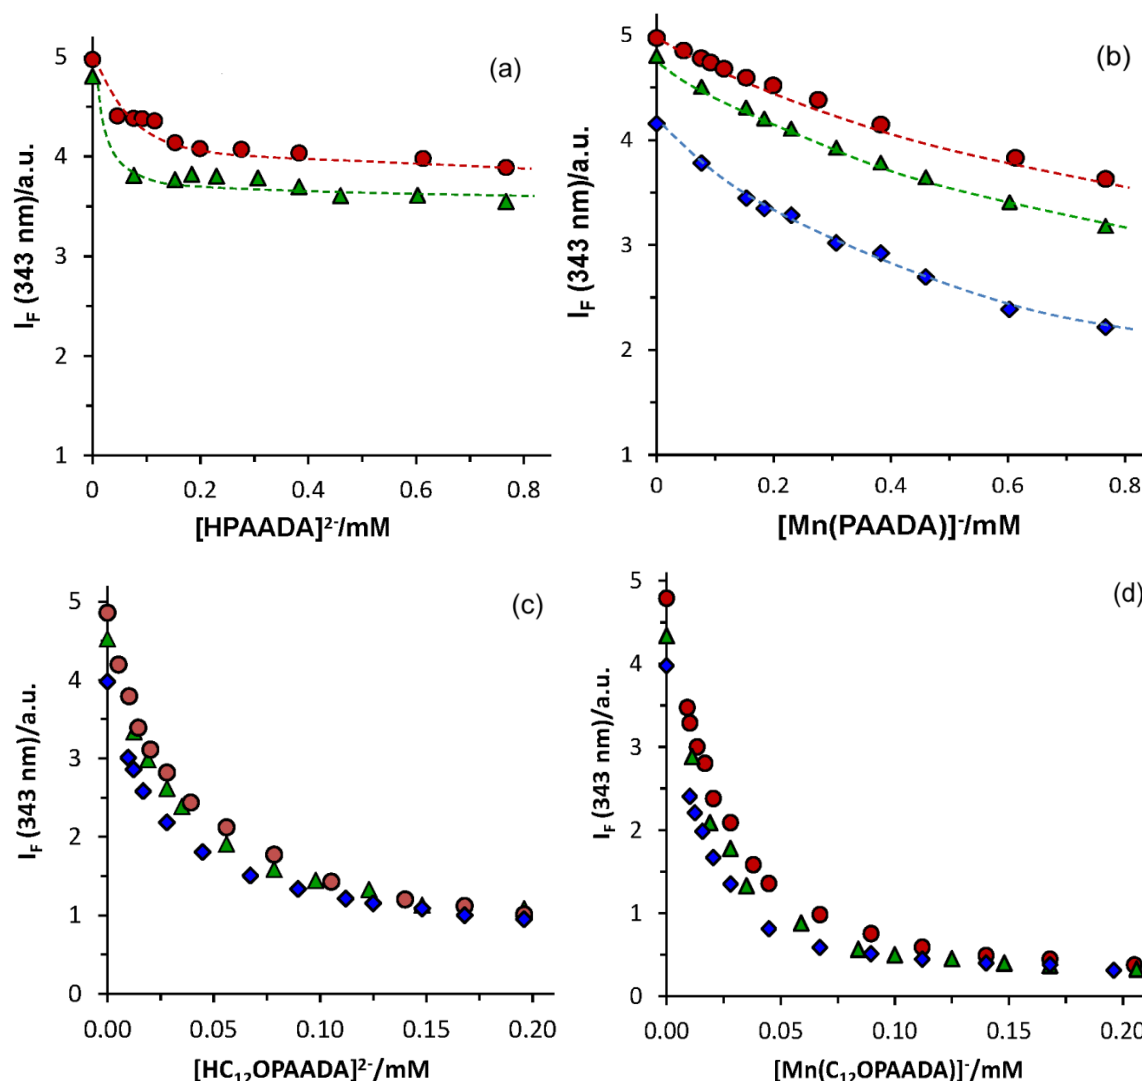 (a)
I_F (343 nm)/a.u.
5
4
3
2
1
0 0.2 0.4 0.6 0.8
[HPAADA]²⁻/mM
(b)
I_F (343 nm)/a.u.
5
4
3
2
1
0 0.2 0.4 0.6 0.8
[Mn(PAADA)]⁻/mM
(c)
I_F (343 nm)/a.u.
5
4
3
2
1
0
0.00 0.05 0.10 0.15 0.20
[HC₁₂OPAADA]²⁻/mM
(d)
I_F (343 nm)/a.u.
5
4
3
2
1
0
0.00 0.05 0.10 0.15 0.20
[Mn(C₁₂OPAADA)]⁻/mM